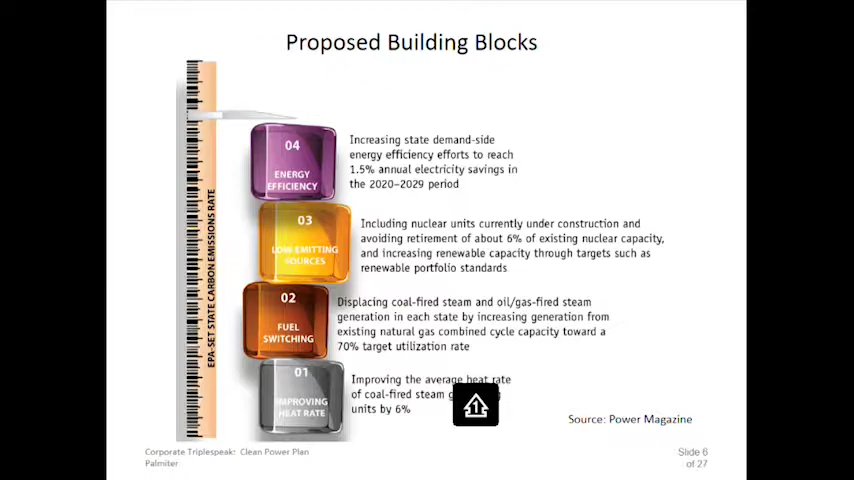 Proposed Building Blocks
EPA-SET STATE CARBON EMISSIONS RATE
04
ENERGY
EFFICIENCY
Increasing state demand-side
energy efficiency efforts to reach
1.5% annual electricity savings in
the 2020–2029 period
03
LOW-EMITTING
SOURCES
Including nuclear units currently under construction and
avoiding retirement of about 6% of existing nuclear capacity,
and increasing renewable capacity through targets such as
renewable portfolio standards
02
FUEL
SWITCHING
Displacing coal-fired steam and oil/gas-fired steam
generation in each state by increasing generation from
existing natural gas combined cycle capacity toward a
70% target utilization rate
01
IMPROVING
HEAT RATE
Improving the average heat rate
of coal-fired steam
units by 6%
1
Source: Power Magazine
Corporate Triplespeak: Clean Power Plan
Palmiter
Slide 6
of 27